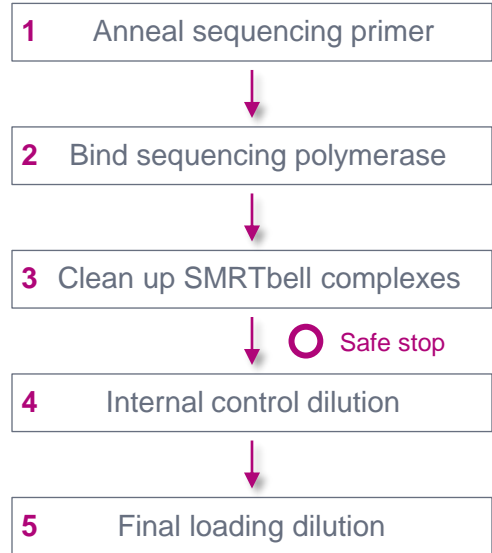 1 Anneal sequencing primer
2 Bind sequencing polymerase
3 Clean up SMRTbell complexes
Safe stop
4 Internal control dilution
5 Final loading dilution